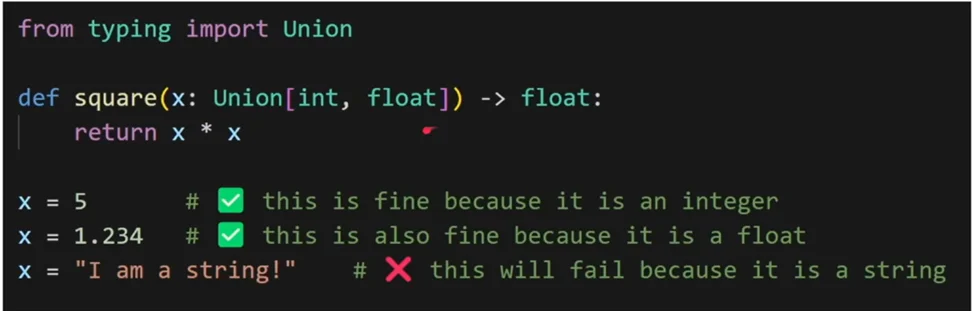 from typing import Union
def square(x: Union[int, float]) -> float:
    return x * x
x = 5       # ✅ this is fine because it is an integer
x = 1.234   # ✅ this is also fine because it is a float
x = "I am a string!"    # ❌ this will fail because it is a string